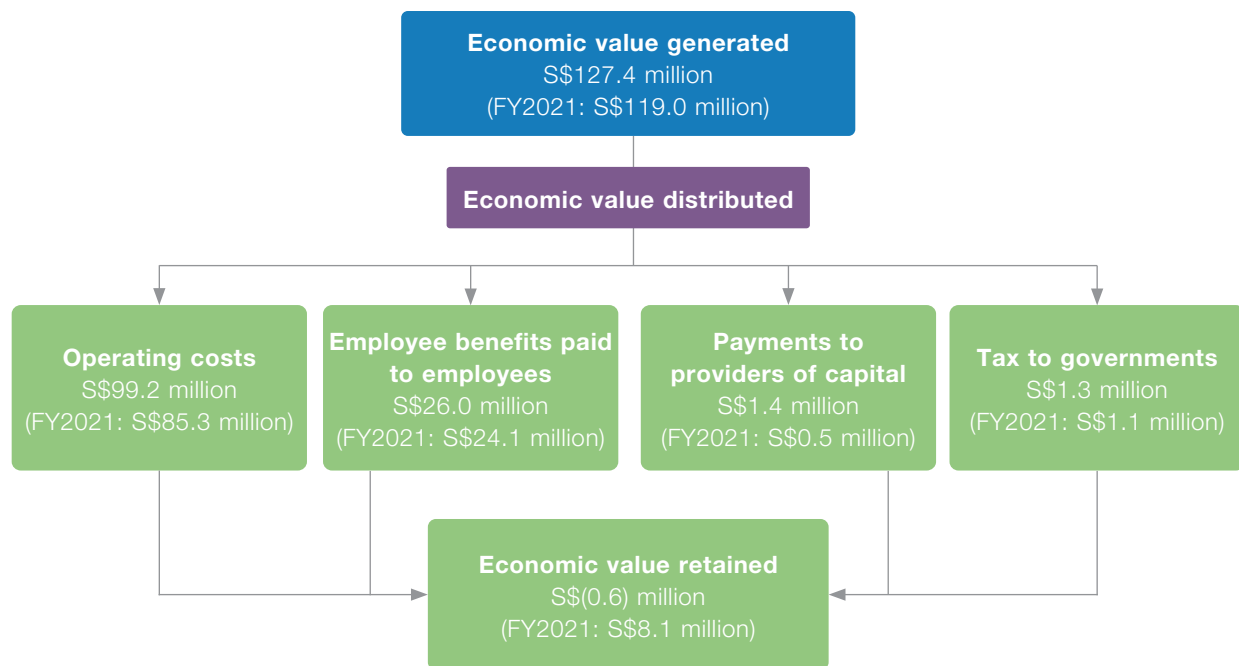 Economic value generated
S$127.4 million
(FY2021: S$119.0 million)
Economic value distributed
Operating costs
S$99.2 million
(FY2021: S$85.3 million)
Employee benefits paid
to employees
S$26.0 million
(FY2021: S$24.1 million)
Payments to
providers of capital
S$1.4 million
(FY2021: S$0.5 million)
Tax to governments
S$1.3 million
(FY2021: S$1.1 million)
Economic value retained
S$(0.6) million
(FY2021: S$8.1 million)